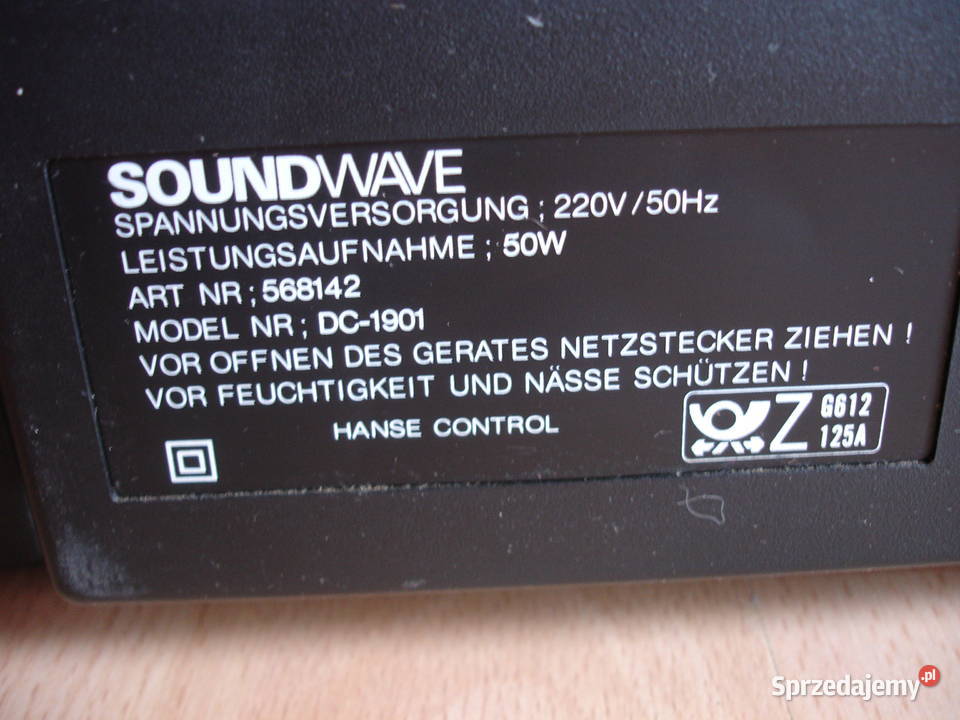 SOUNDWAVE
SPANNUNGSVERSORGUNG ; 220V/50Hz
LEISTUNGSAUFNAHME ; 50W
ART NR ; 568142
MODEL NR ; DC-1901
VOR OFFNEN DES GERATES NETZSTECKER ZIEHEN !
VOR FEUCHTIGKEIT UND NÄSSE SCHÜTZEN !
HANSE CONTROL
Z G612
125A
Sprzedajemy.pl